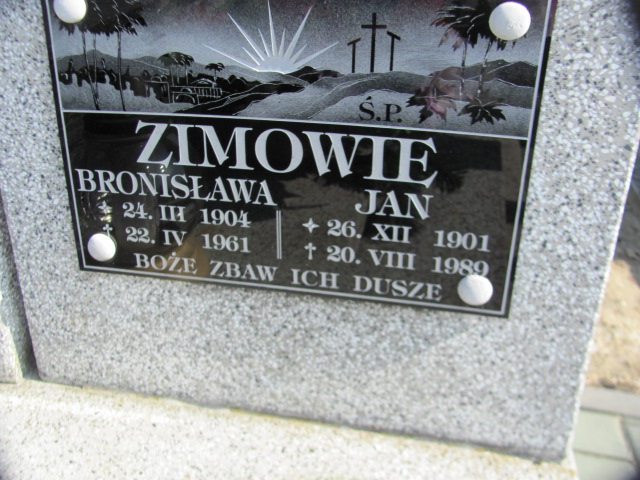 Ś.P.
ZIMOWIE
BRONISŁAWA
✧ 24. III 1904
† 22. IV 1961
JAN
✧ 26. XII 1901
† 20. VIII 1989
BOŻE ZBAW ICH DUSZE